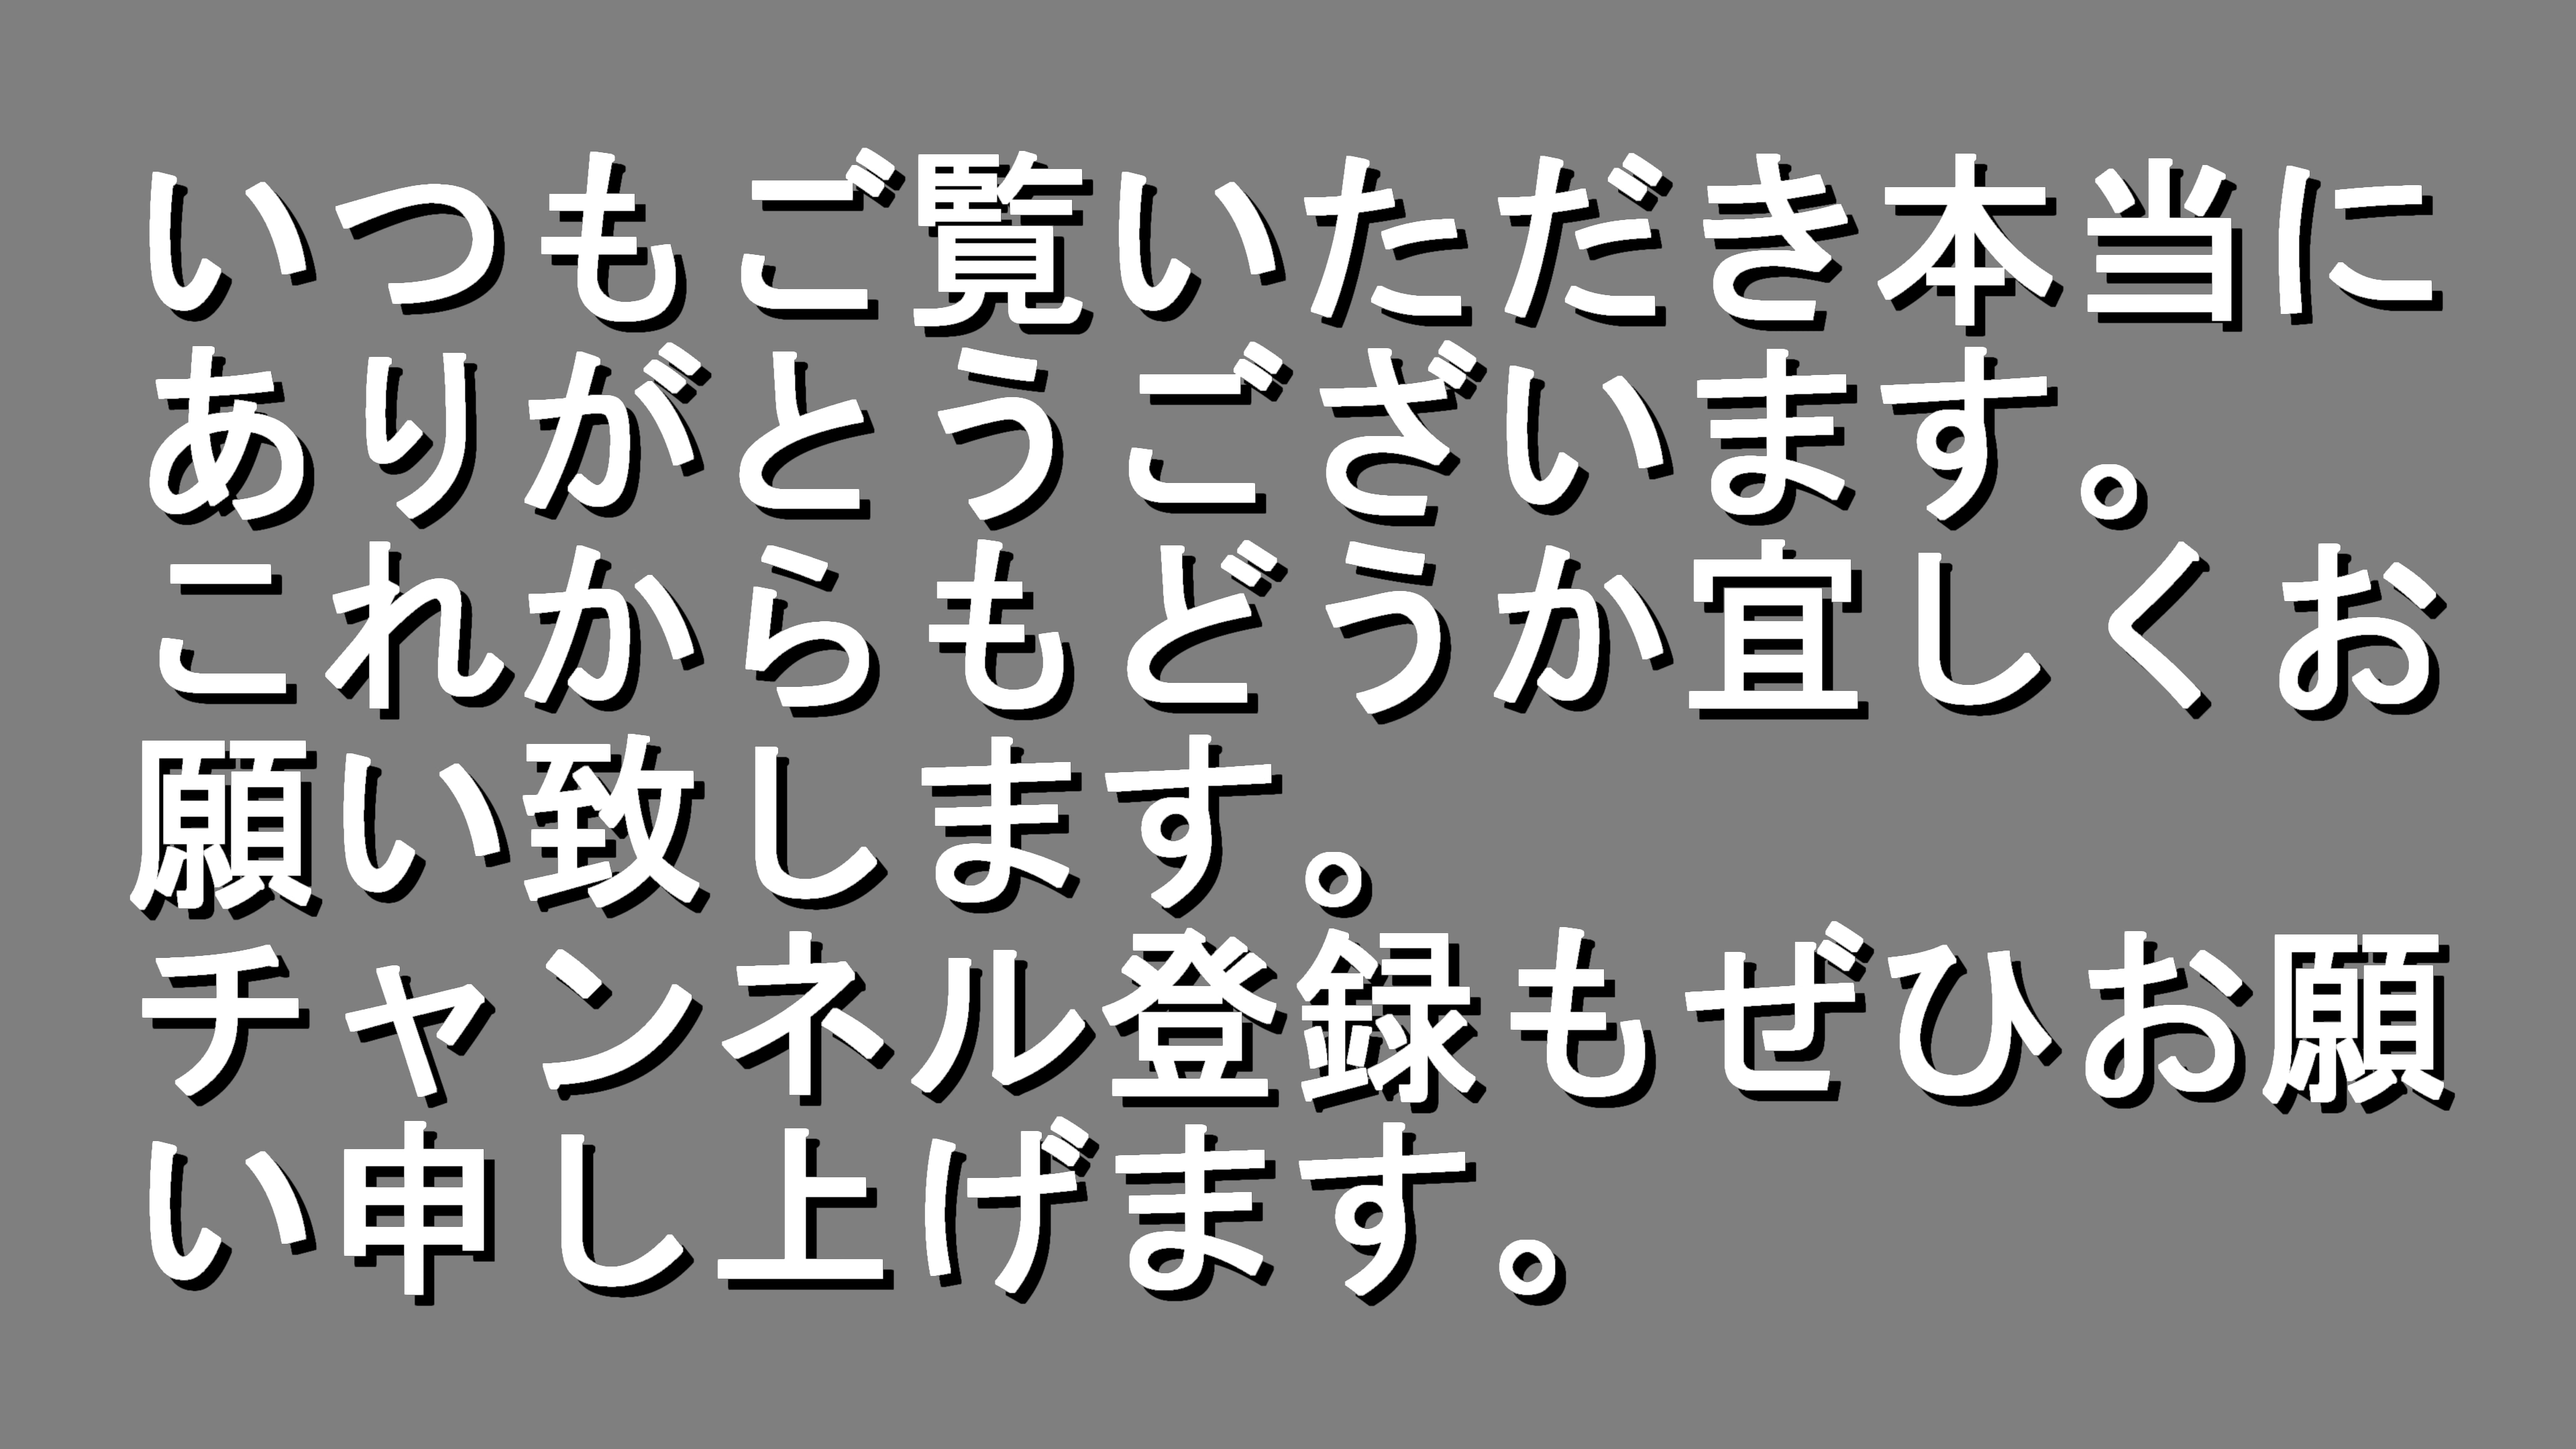 いつもご覧いただき本当に
ありがとうございます。
これからもどうか宜しくお
願い致します。
チャンネル登録もぜひお願
い申し上げます。